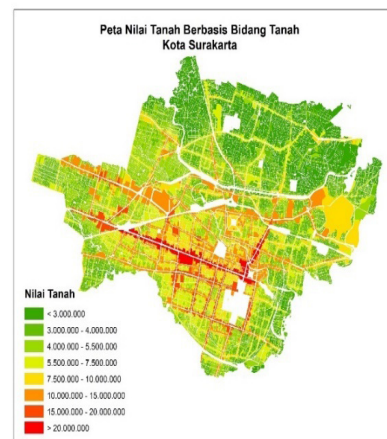 Peta Nilai Tanah Berbasis Bidang Tanah
Kota Surakarta
Nilai Tanah
< 3.000.000
3.000.000 - 4.000.000
4.000.000 - 5.500.000
5.500.000 - 7.500.000
7.500.000 - 10.000.000
10.000.000 - 15.000.000
15.000.000 - 20.000.000
> 20.000.000